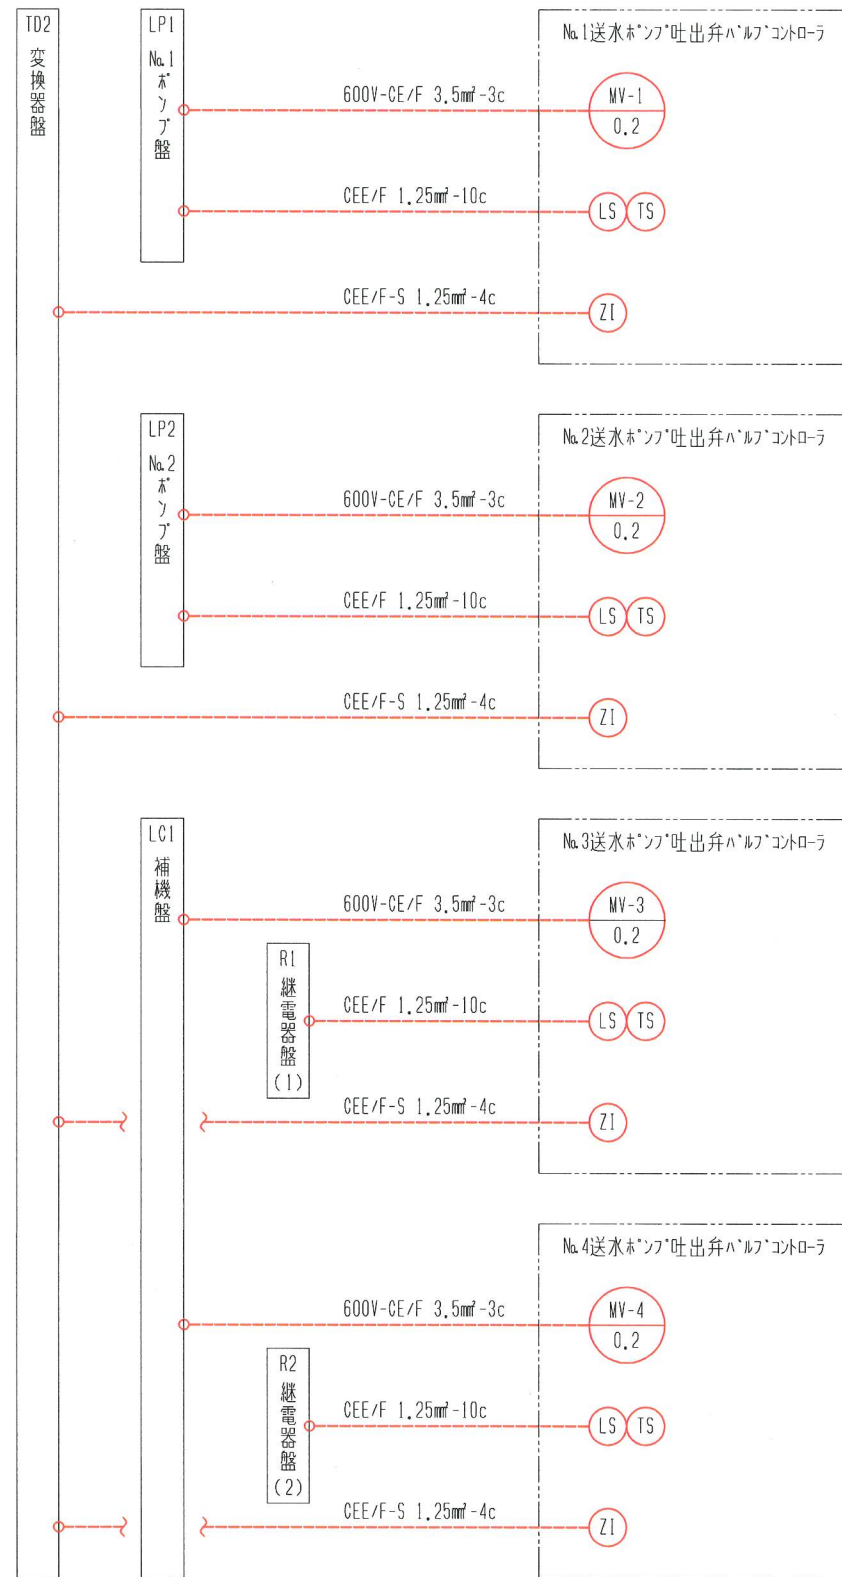 TD2
変換器盤
LP1
No.1ポンプ盤
No.1送水ポンプ吐出弁バルブコントローラ
600V-CE/F 3.5mm²-3c
MV-1
0.2
CEE/F 1.25mm²-10c
LS
TS
CEE/F-S 1.25mm²-4c
ZI
LP2
No.2ポンプ盤
No.2送水ポンプ吐出弁バルブコントローラ
600V-CE/F 3.5mm²-3c
MV-2
0.2
CEE/F 1.25mm²-10c
LS
TS
CEE/F-S 1.25mm²-4c
ZI
LC1
補機盤
No.3送水ポンプ吐出弁バルブコントローラ
600V-CE/F 3.5mm²-3c
MV-3
0.2
R1
継電器盤(1)
CEE/F 1.25mm²-10c
LS
TS
CEE/F-S 1.25mm²-4c
ZI
No.4送水ポンプ吐出弁バルブコントローラ
600V-CE/F 3.5mm²-3c
MV-4
0.2
R2
継電器盤(2)
CEE/F 1.25mm²-10c
LS
TS
CEE/F-S 1.25mm²-4c
ZI